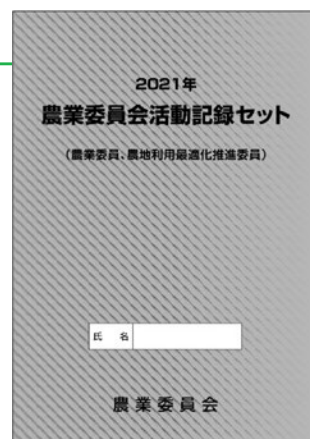 2021年
農業委員会活動記録セット
（農業委員、農地利用最適化推進委員）
氏 名
農業委員会